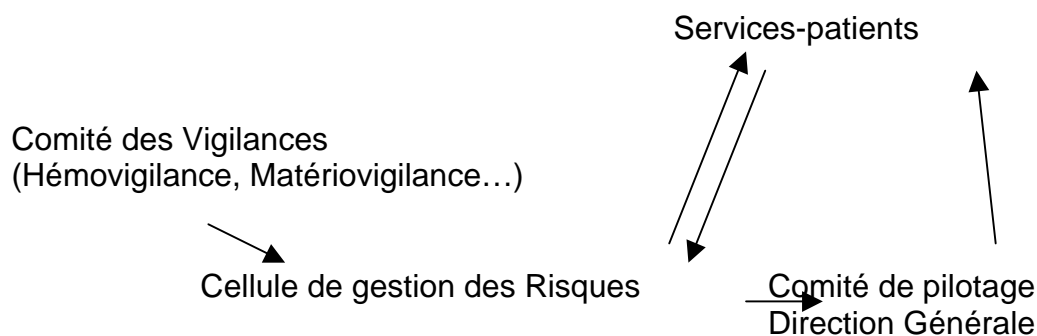 Services-patients
Comité des Vigilances
(Hémovigilance, Matériovigilance…)
Cellule de gestion des Risques
Comité de pilotage
Direction Générale